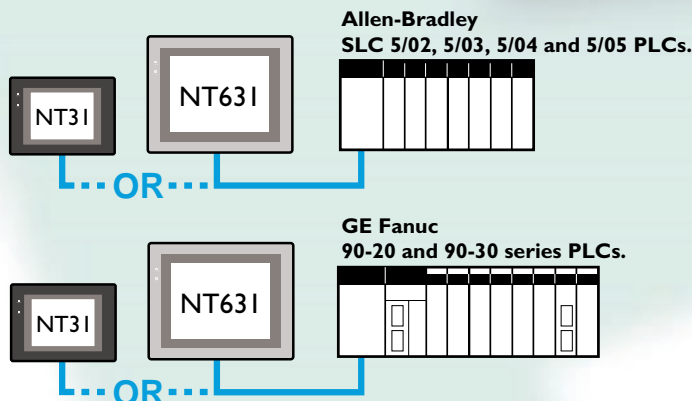 Allen-Bradley
SLC 5/02, 5/03, 5/04 and 5/05 PLCs.
NT31
NT631
OR
GE Fanuc
90-20 and 90-30 series PLCs.
NT31
NT631
OR